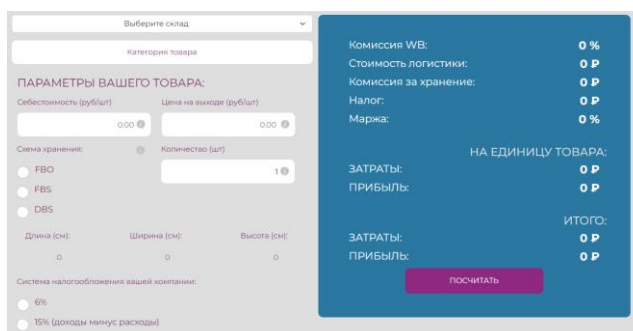 Выберите склад
Категория товара
ПАРАМЕТРЫ ВАШЕГО ТОВАРА:
Себестоимость (руб/шт)
Цена на выходе (руб/шт)
0.00
0.00
Схема хранения:
Количество (шт)
FBO
1
FBS
DBS
Длина (см):
Ширина (см):
Высота (см):
0
0
0
Система налогообложения вашей компании:
6%
15% (доходы минус расходы)
Комиссия WB: 0 %
Стоимость логистики: 0 ₽
Комиссия за хранение: 0 ₽
Налог: 0 ₽
Маржа: 0 %
НА ЕДИНИЦУ ТОВАРА:
ЗАТРАТЫ: 0 ₽
ПРИБЫЛЬ: 0 ₽
ИТОГО:
ЗАТРАТЫ: 0 ₽
ПРИБЫЛЬ: 0 ₽
ПОСЧИТАТЬ